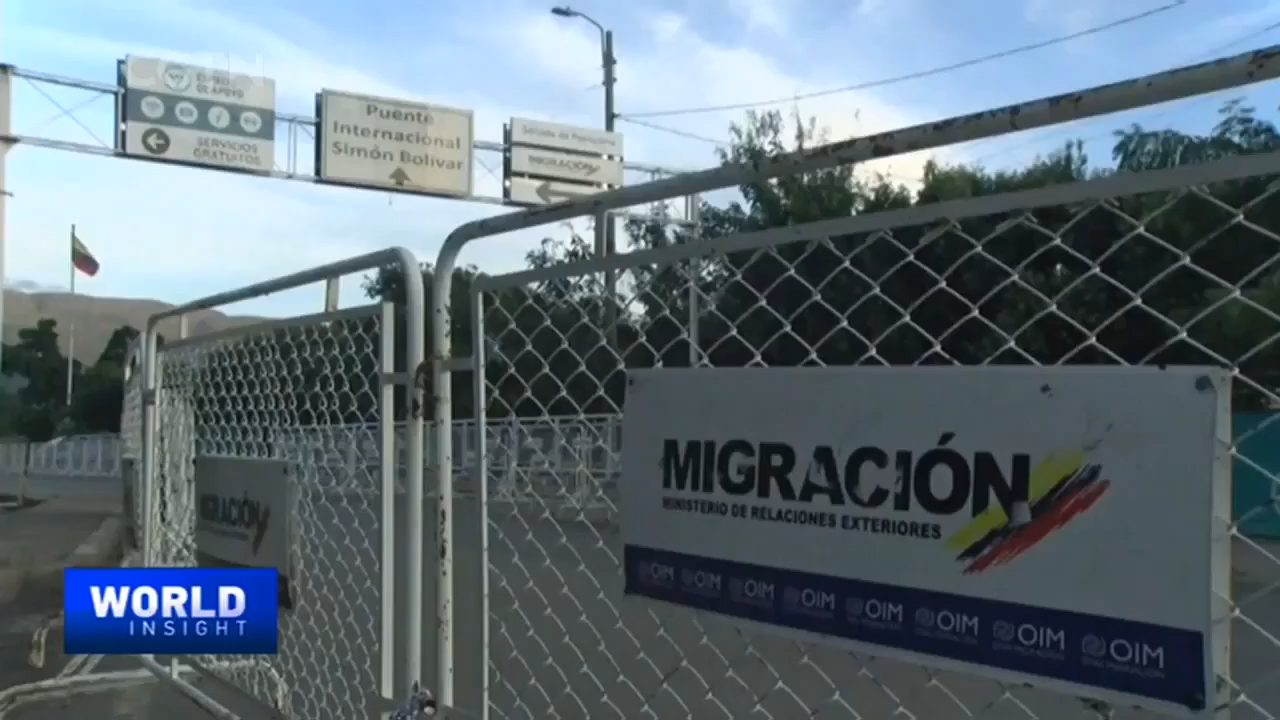 SERVICIOS
GRATUITOS
Puente
Internacional
Simón Bolívar
MIGRACIÓN
MIGRACIÓN
MIGRACIÓN
MINISTERIO DE RELACIONES EXTERIORES
OIM OIM OIM OIM OIM OIM OIM OIM
WORLD
INSIGHT